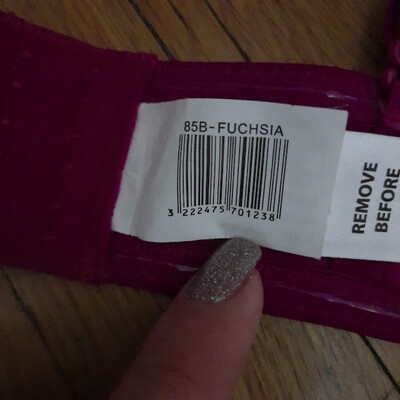 85B-FUCHSIA
3 222475 701238
REMOVE
BEFORE